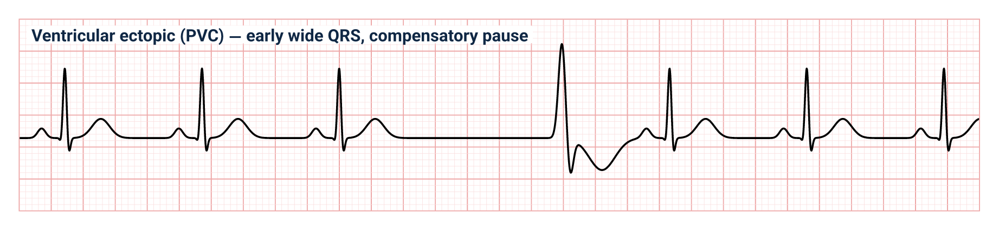 Ventricular ectopic (PVC) — early wide QRS, compensatory pause